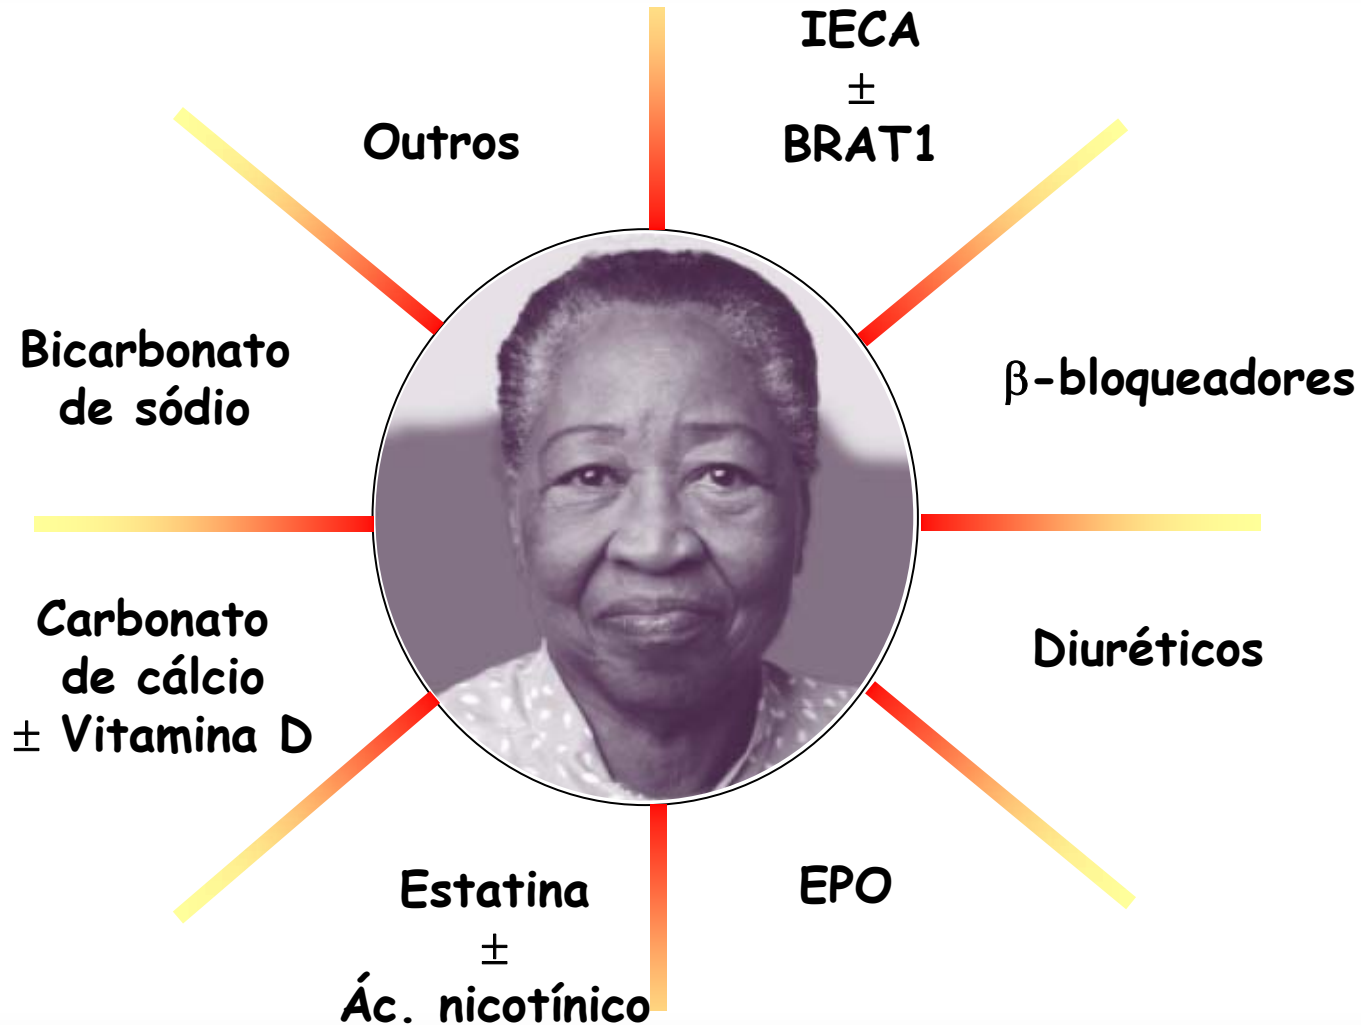 IECA
±
BRAT1
Outros
Bicarbonato
de sódio
β-bloqueadores
Carbonato
de cálcio
± Vitamina D
Diuréticos
Estatina
±
Ác. nicotínico
EPO